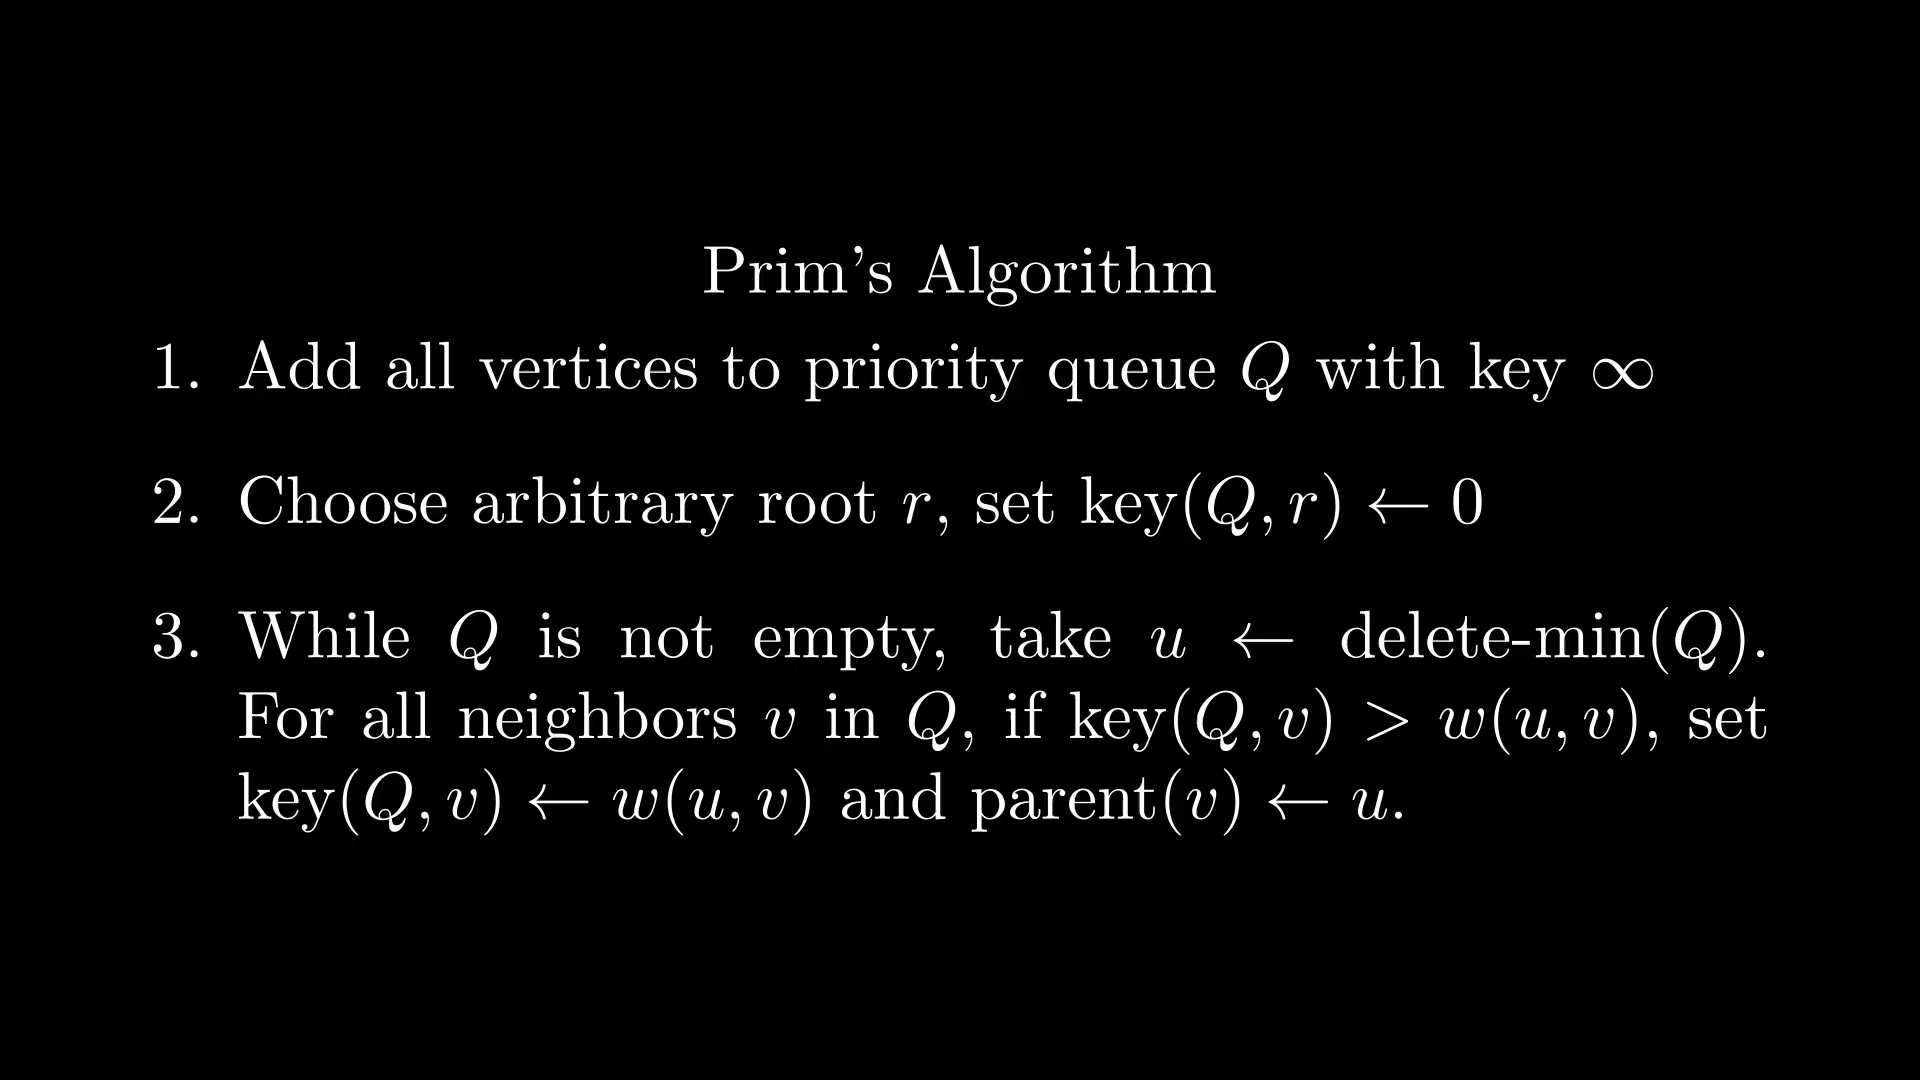 Prim's Algorithm
1. Add all vertices to priority queue Q with key ∞
2. Choose arbitrary root r, set key(Q, r) ← 0
3. While Q is not empty, take u ← delete-min(Q).
For all neighbors v in Q, if key(Q, v) > w(u, v), set
key(Q, v) ← w(u, v) and parent(v) ← u.